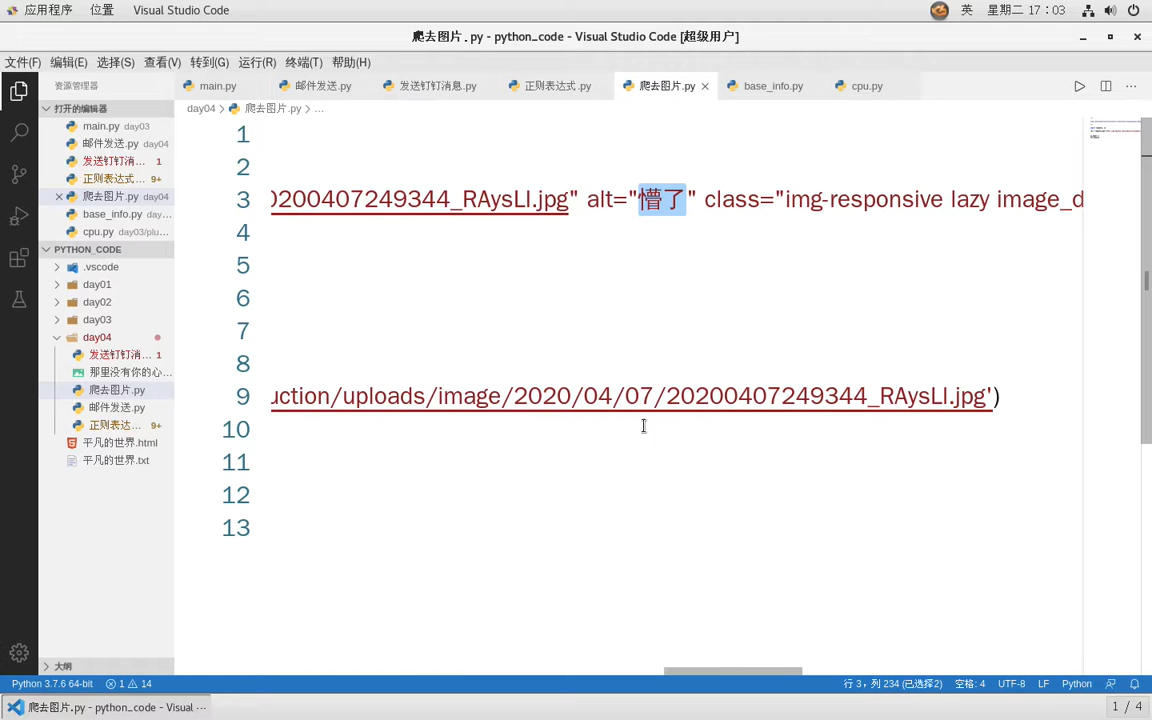 应用程序 位置 Visual Studio Code 英 星期二 17:03
爬去图片.py - python_code - Visual Studio Code [超级用户]
文件(F) 编辑(E) 选择(S) 查看(V) 转到(G) 运行(R) 终端(T) 帮助(H)
资源管理器 main.py 邮件发送.py 发送钉钉消息.py 正则表达式.py 爬去图片.py base_info.py cpu.py
打开的编辑器 day04 爬去图片.py ...
main.py day03
邮件发送.py day04
发送钉钉消... 1
正则表达式... 9+
爬去图片.py day04
base_info.py day04
cpu.py day03/plu...
PYTHON_CODE
.vscode
day01
day02
day03
day04
发送钉钉消... 1
那里没有你的心...
爬去图片.py
邮件发送.py
正则表达... 9+
平凡的世界.html
平凡的世界.txt
1
2
3 0200407249344_RAysLI.jpg" alt="懵了" class="img-responsive lazy image_d
4
5
6
7
8
9 uction/uploads/image/2020/04/07/20200407249344_RAysLI.jpg')
10
11
12
13
大纲
Python 3.7.6 64-bit 1 14 行 3，列 234 (已选择2) 空格: 4 UTF-8 LF Python
爬去图片.py - python_code - Visual ... 1 / 4